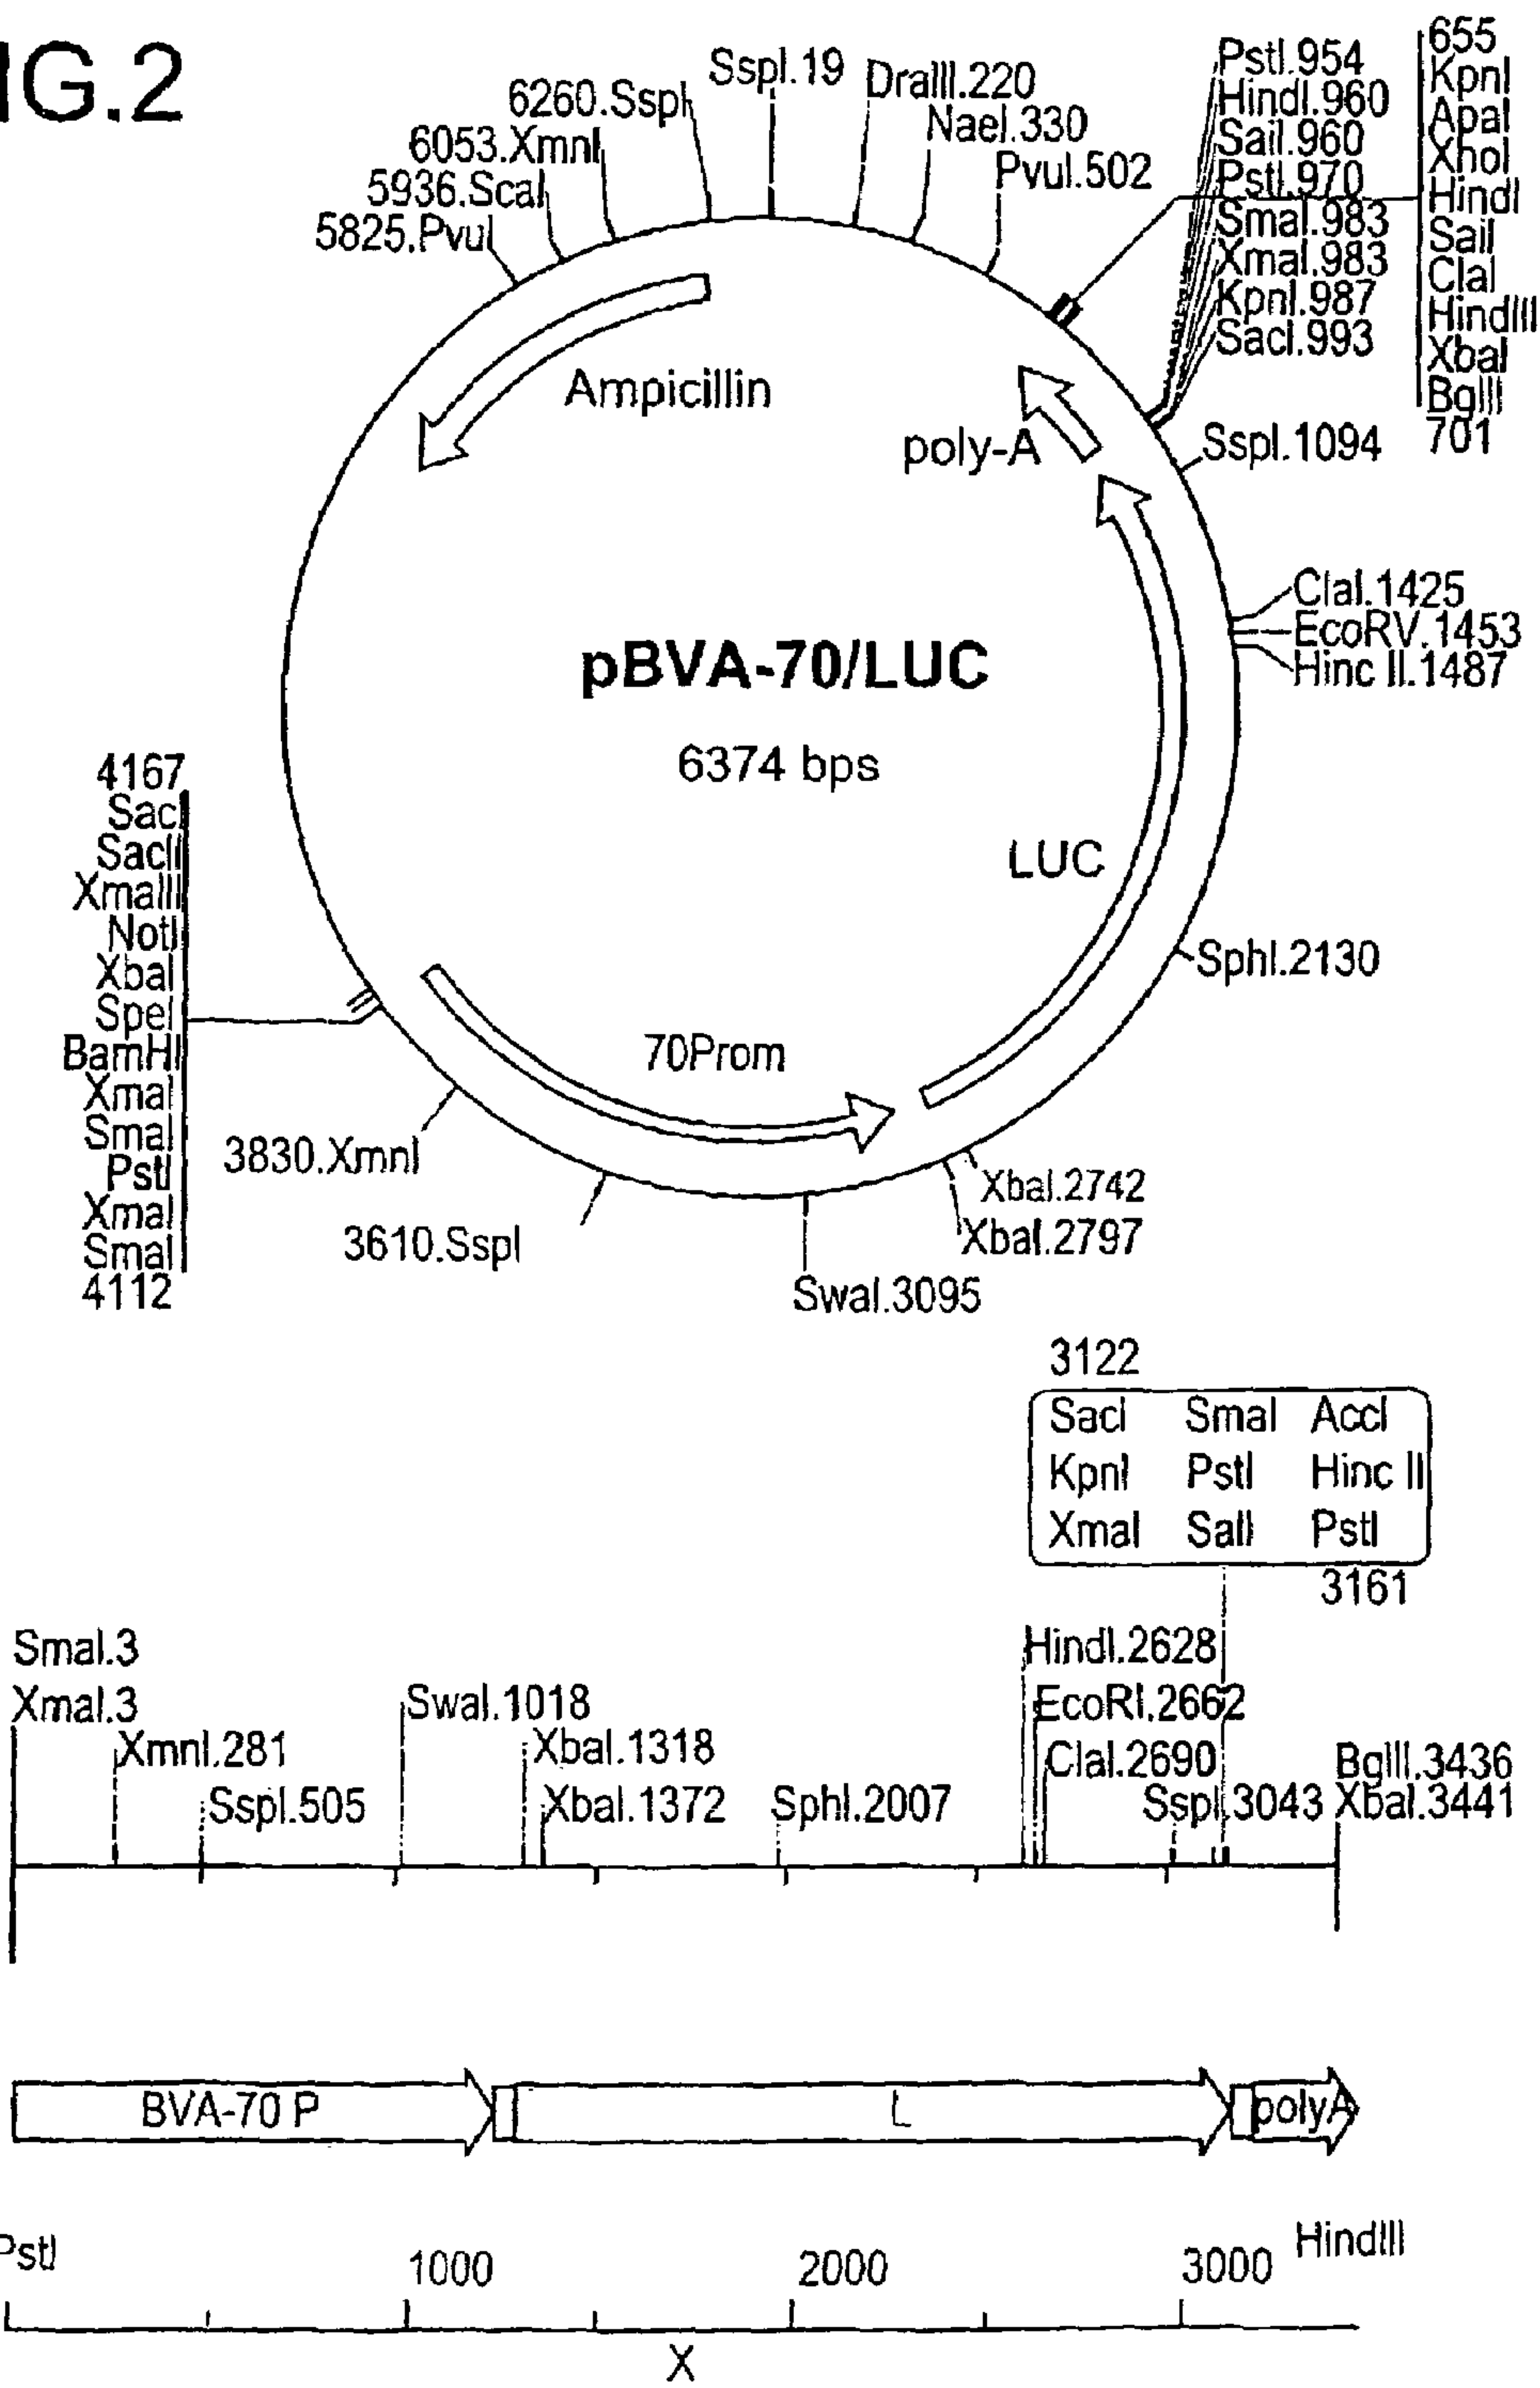 IG.2
SspI.19
DraIII.220
NaeI.330
PvuI.502
6260.SspI
6053.XmnI
5936.ScaI
5825.PvuI
PstI.954
HindI.960
SaiI.960
PstI.970
SmaI.983
XmaI.983
KpnI.987
SacI.993
655
KpnI
ApaI
XhoI
HindI
SaiI
ClaI
HindIII
XbaI
BglII
701
SspI.1094
ClaI.1425
EcoRV.1453
Hinc II.1487
SphI.2130
Ampicillin
poly-A
pBVA-70/LUC
6374 bps
LUC
70Prom
4167
Sac
SacII
XmaIII
NotI
XbaI
SpeI
BamHI
XmaI
SmaI
PstI
XmaI
SmaI
4112
3830.XmnI
3610.SspI
XbaI.2742
XbaI.2797
SwaI.3095
3122
SacI SmaI AccI
KpnI PstI Hinc II
XmaI SalI PstI
3161
SmaI.3
XmaI.3
XmnI.281
SspI.505
SwaI.1018
XbaI.1318
XbaI.1372
SphI.2007
HindI.2628
EcoRI.2662
ClaI.2690
SspI.3043
BglII.3436
XbaI.3441
BVA-70 P
L
polyA
PstI
1000
2000
3000
HindIII
X